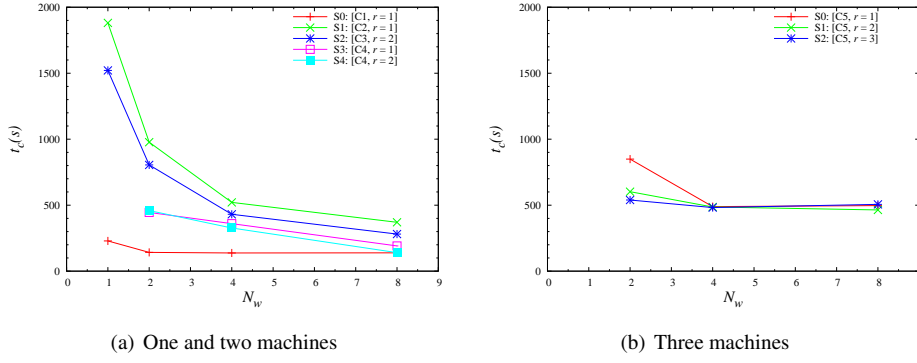 2000
1500
1000
500
0
t_c(s)
S0: [C1, r = 1]
S1: [C2, r = 1]
S2: [C3, r = 2]
S3: [C4, r = 1]
S4: [C4, r = 2]
0 1 2 3 4 5 6 7 8 9
N_w
(a) One and two machines
2000
1500
1000
500
0
t_c(s)
S0: [C5, r = 1]
S1: [C5, r = 2]
S2: [C5, r = 3]
0 1 2 3 4 5 6 7 8
N_w
(b) Three machines